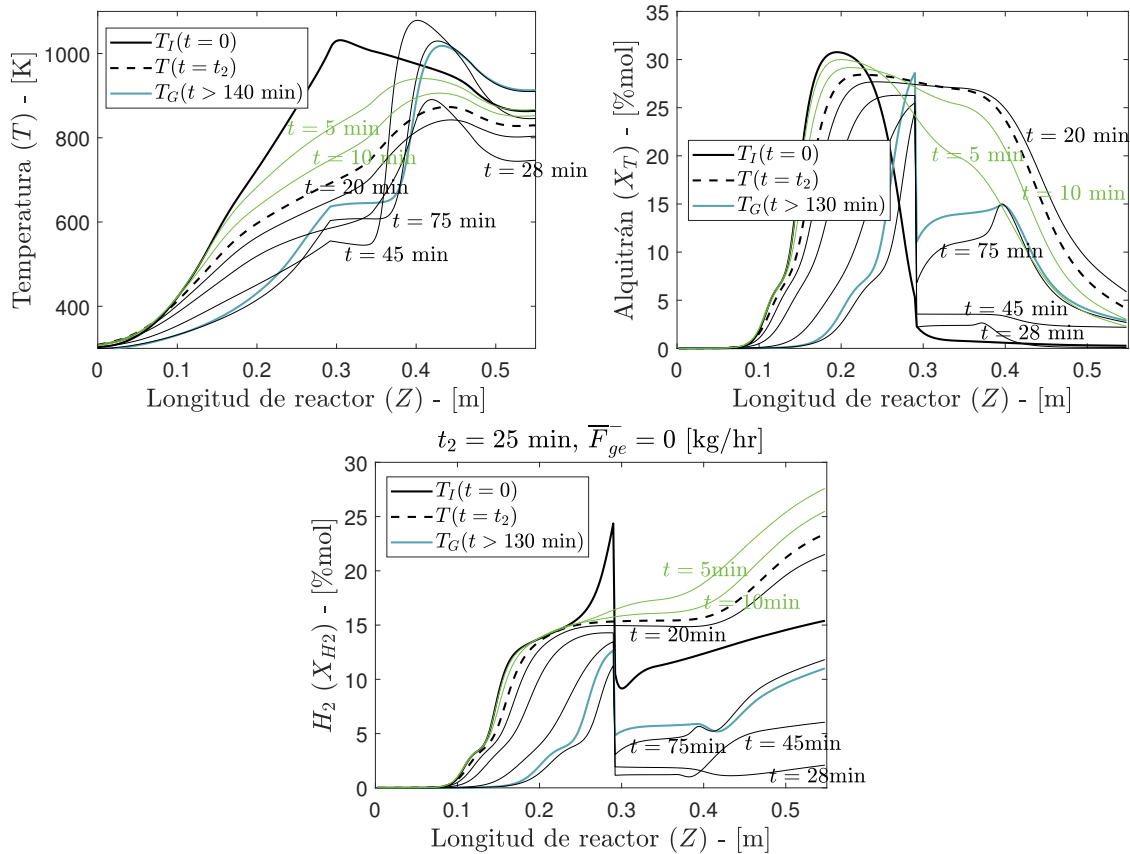 Temperatura (T) - [K]
1000
800
600
400
T_I(t = 0)
T(t = t_2)
T_G(t > 140 min)
t = 5 min
t = 10 min
t = 20 min
t = 28 min
t = 75 min
t = 45 min
0 0.1 0.2 0.3 0.4 0.5
Longitud de reactor (Z) - [m]
Alquitrán (X_T) - [%mol]
35
30
25
20
15
10
5
0
T_I(t = 0)
T(t = t_2)
T_G(t > 130 min)
t = 20 min
t = 5 min
t = 10 min
t = 75 min
t = 45 min
t = 28 min
0 0.1 0.2 0.3 0.4 0.5
Longitud de reactor (Z) - [m]
t_2 = 25 min, F̅_{ge}^- = 0 [kg/hr]
H_2 (X_{H2}) - [%mol]
30
25
20
15
10
5
0
T_I(t = 0)
T(t = t_2)
T_G(t > 130 min)
t = 5min
t = 10min
t = 20min
t = 75min
t = 45min
t = 28min
0 0.1 0.2 0.3 0.4 0.5
Longitud de reactor (Z) - [m]